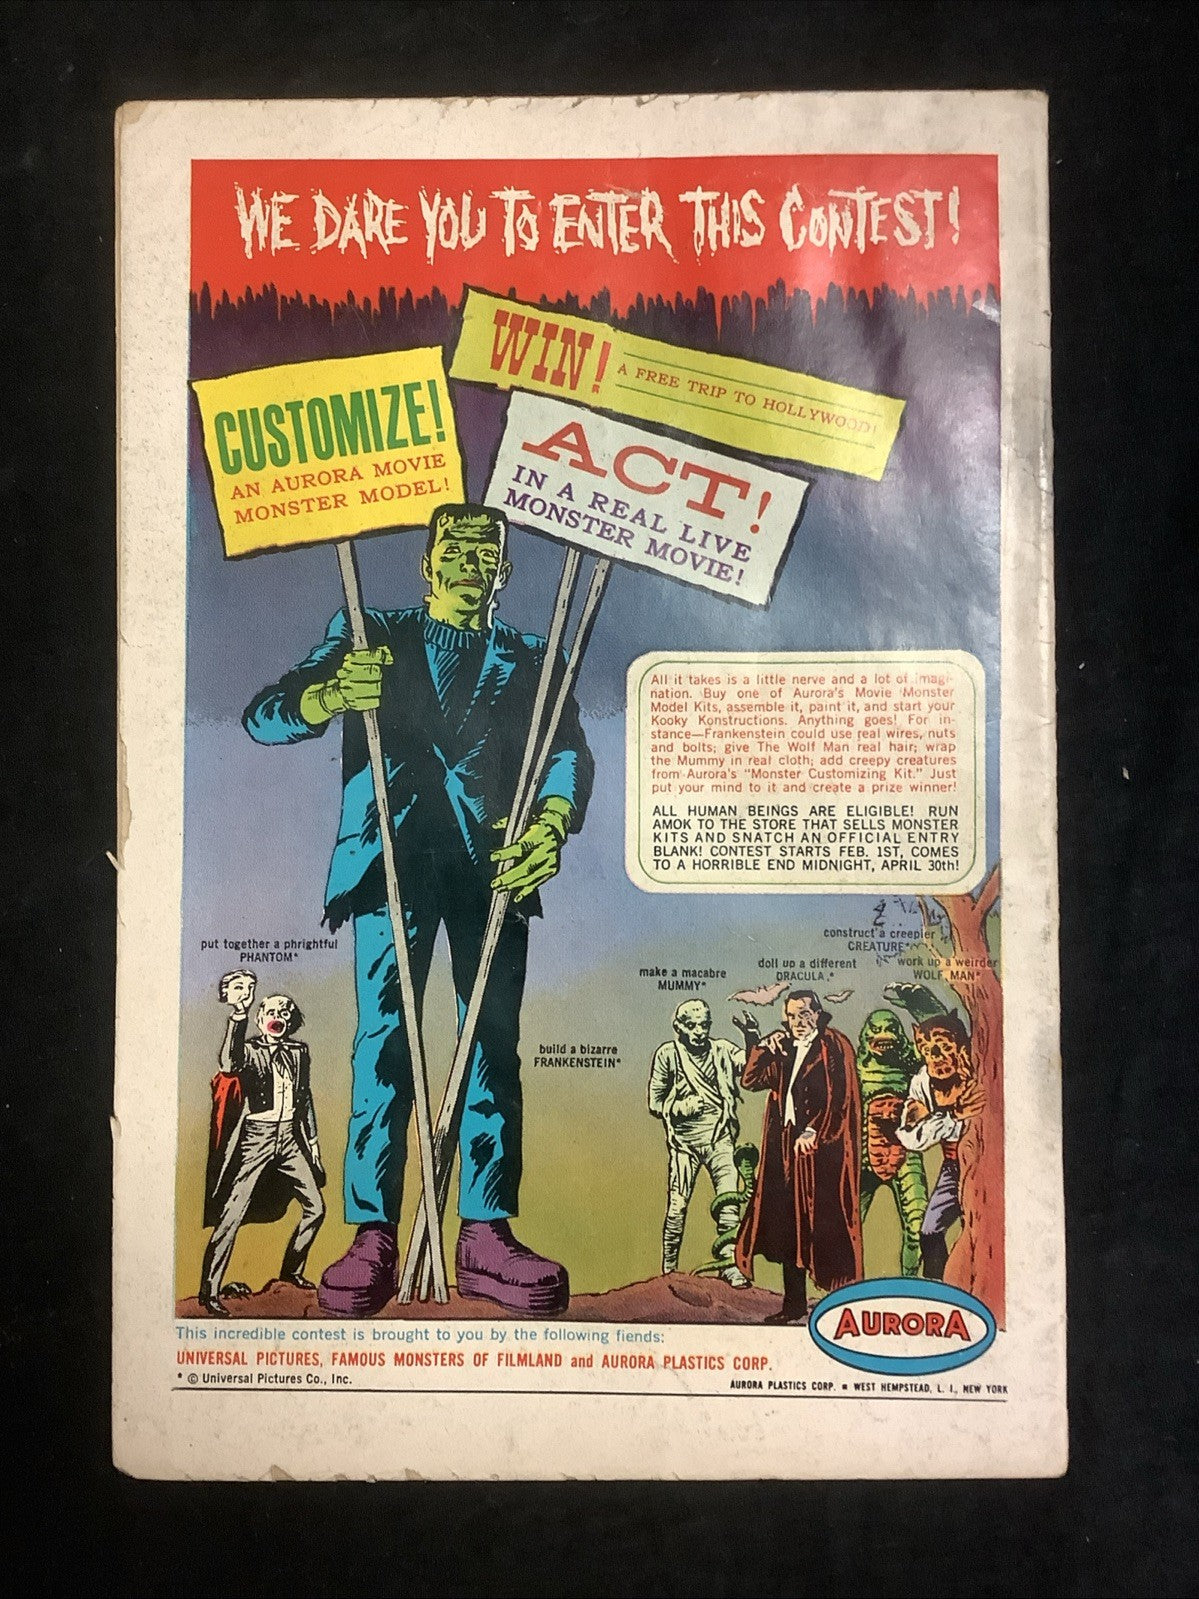 WE DARE YOU TO ENTER THIS CONTEST!
WIN! A FREE TRIP TO HOLLYWOOD!
CUSTOMIZE!
AN AURORA MOVIE
MONSTER MODEL!
ACT!
IN A REAL LIVE
MONSTER MOVIE!
All it takes is a little nerve and a lot of imagi-
nation. Buy one of Aurora's Movie Monster
Model Kits, assemble it, paint it, and start your
Kooky Konstructions. Anything goes! For in-
stance—Frankenstein could use real wires, nuts
and bolts; give The Wolf Man real hair; wrap
the Mummy in real cloth; add creepy creatures
from Aurora's "Monster Customizing Kit." Just
put your mind to it and create a prize winner!
ALL HUMAN BEINGS ARE ELIGIBLE! RUN
AMOK TO THE STORE THAT SELLS MONSTER
KITS AND SNATCH AN OFFICIAL ENTRY
BLANK! CONTEST STARTS FEB. 1ST, COMES
TO A HORRIBLE END MIDNIGHT, APRIL 30th!
put together a phrightful
PHANTOM*
build a bizarre
FRANKENSTEIN*
make a macabre
MUMMY*
doll up a different
DRACULA*
construct a creepier
CREATURE*
work up a weirder
WOLF MAN*
AURORA
This incredible contest is brought to you by the following fiends:
UNIVERSAL PICTURES, FAMOUS MONSTERS OF FILMLAND and AURORA PLASTICS CORP.
* © Universal Pictures Co., Inc.
AURORA PLASTICS CORP. ■ WEST HEMPSTEAD, L. I., NEW YORK